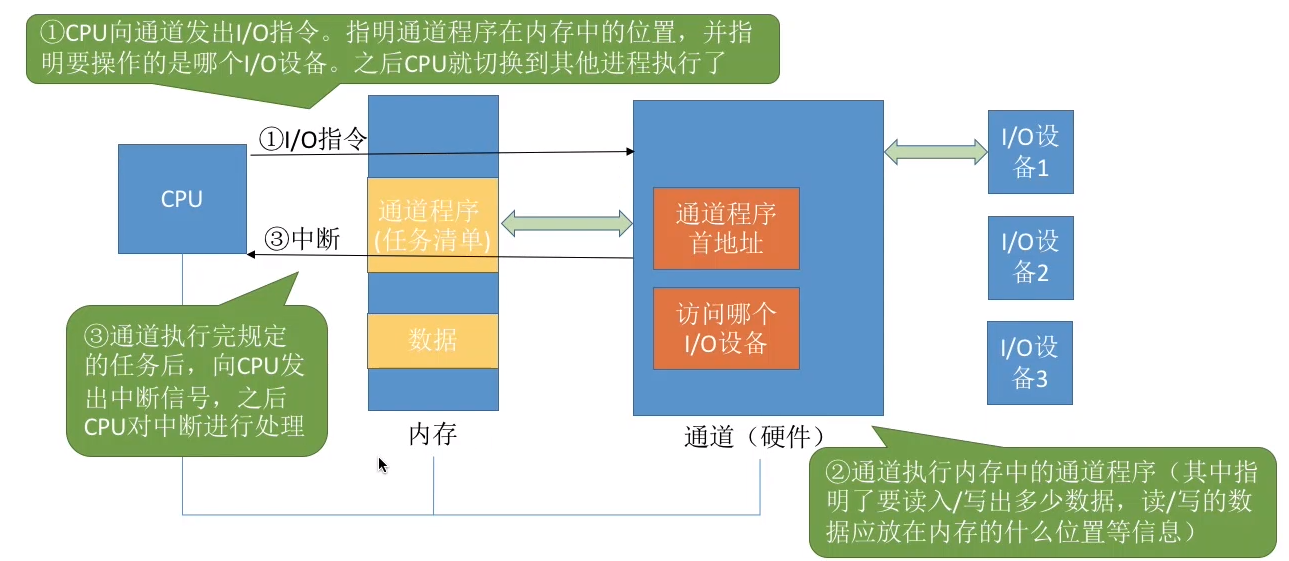 ①CPU向通道发出I/O指令。指明通道程序在内存中的位置，并指
明要操作的是哪个I/O设备。之后CPU就切换到其他进程执行了
①I/O指令
CPU
通道程序
(任务清单)
③中断
数据
内存
通道程序
首地址
访问哪个
I/O设备
通道（硬件）
I/O设
备1
I/O设
备2
I/O设
备3
③通道执行完规定
的任务后，向CPU发
出中断信号，之后
CPU对中断进行处理
②通道执行内存中的通道程序（其中指
明了要读入/写出多少数据，读/写的数
据应放在内存的什么位置等信息）